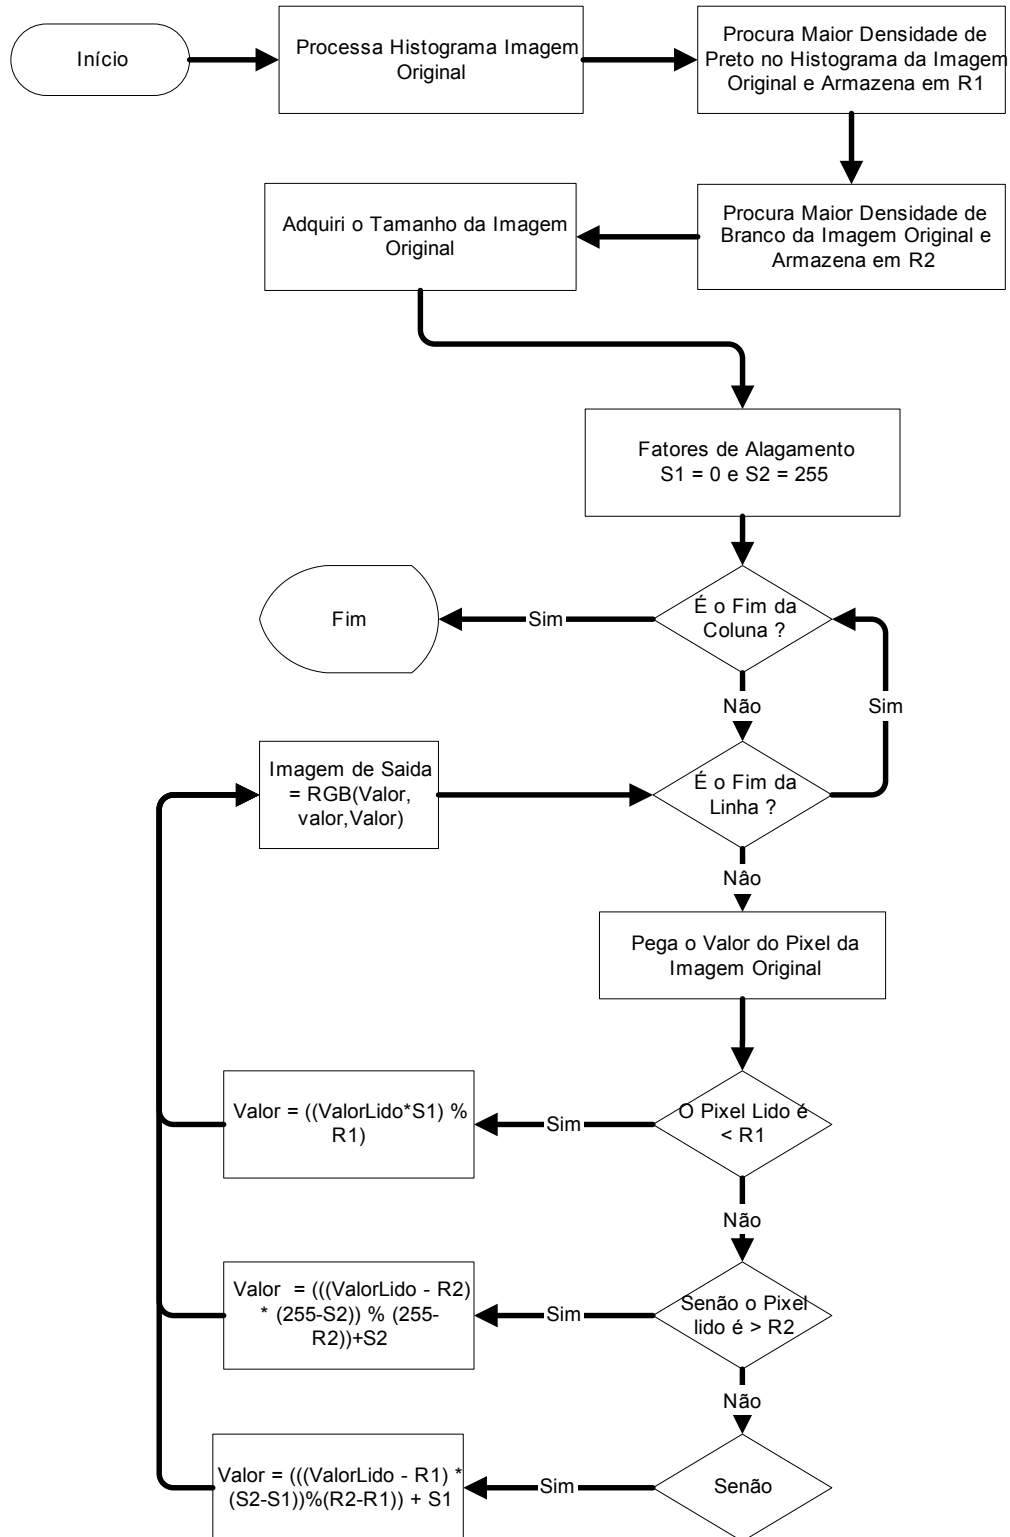 Início
Processa Histograma Imagem
Original
Procura Maior Densidade de
Preto no Histograma da Imagem
Original e Armazena em R1
Procura Maior Densidade de
Branco da Imagem Original e
Armazena em R2
Adquiri o Tamanho da Imagem
Original
Fatores de Alagamento
S1 = 0 e S2 = 255
É o Fim da
Coluna ?
Sim
Fim
Não
Sim
É o Fim da
Linha ?
Imagem de Saida
= RGB(Valor,
valor,Valor)
Nâo
Pega o Valor do Pixel da
Imagem Original
O Pixel Lido é
< R1
Sim
Valor = ((ValorLido*S1) %
R1)
Não
Senão o Pixel
lido é > R2
Sim
Valor = (((ValorLido - R2)
* (255-S2)) % (255-
R2))+S2
Não
Senão
Sim
Valor = (((ValorLido - R1) *
(S2-S1))%(R2-R1)) + S1